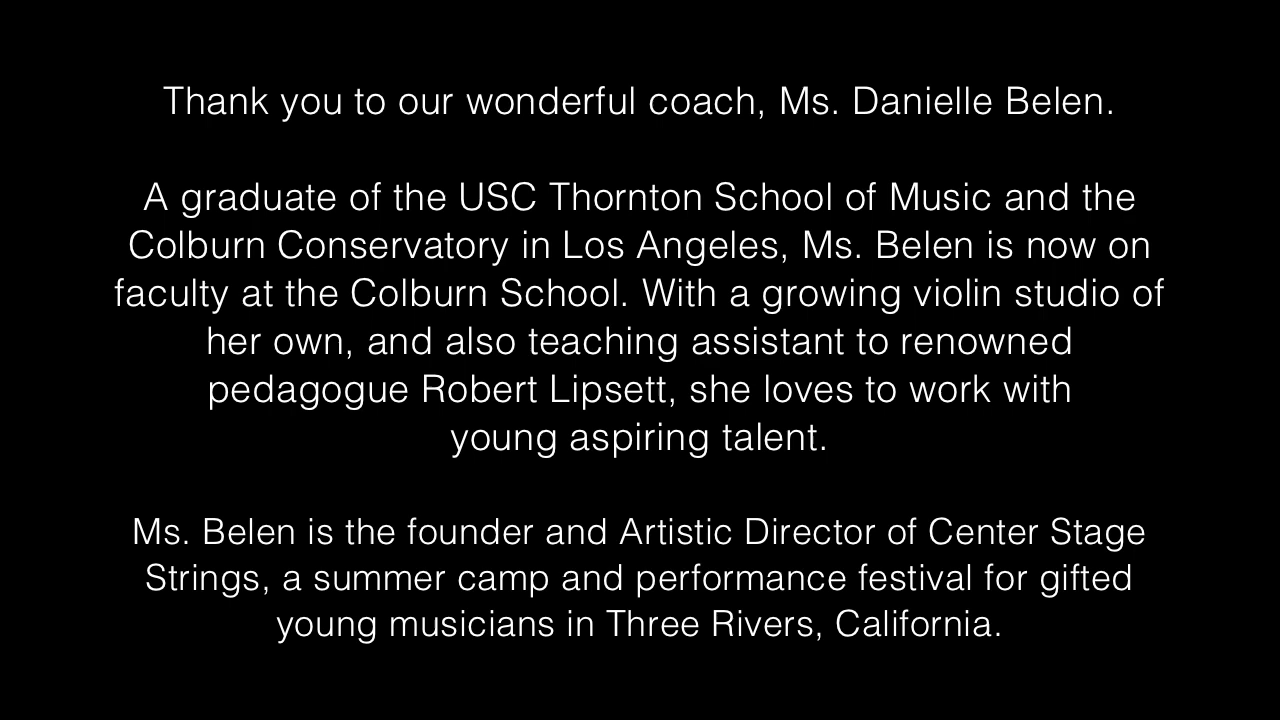 Thank you to our wonderful coach, Ms. Danielle Belen.
A graduate of the USC Thornton School of Music and the
Colburn Conservatory in Los Angeles, Ms. Belen is now on
faculty at the Colburn School. With a growing violin studio of
her own, and also teaching assistant to renowned
pedagogue Robert Lipsett, she loves to work with
young aspiring talent.
Ms. Belen is the founder and Artistic Director of Center Stage
Strings, a summer camp and performance festival for gifted
young musicians in Three Rivers, California.